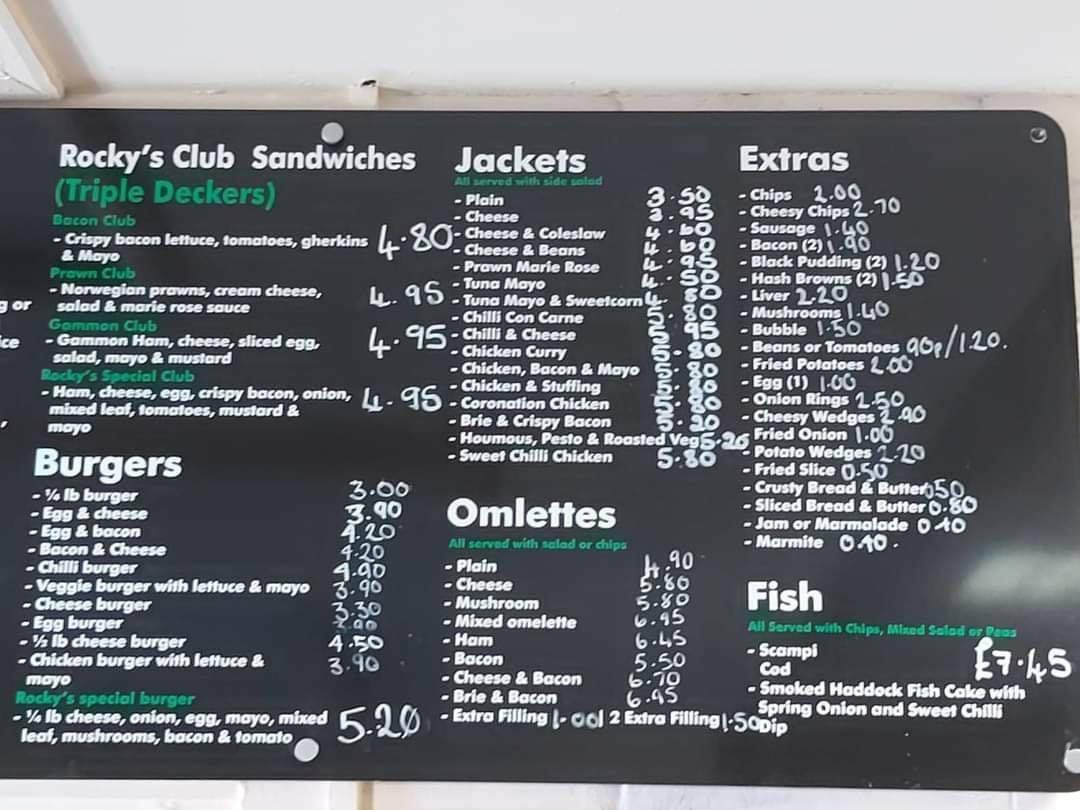 g or
ice
Rocky's Club Sandwiches
(Triple Deckers)
Bacon Club
- Crispy bacon lettuce, tomatoes, gherkins 4.80
& Mayo
Prawn Club
- Norwegian prawns, cream cheese, 4.95
salad & marie rose sauce
Gammon Club
- Gammon Ham, cheese, sliced egg, 4.95
salad, mayo & mustard
Rocky's Special Club
- Ham, cheese, egg, crispy bacon, onion, 4.95
mixed leaf, tomatoes, mustard &
mayo
Burgers
- ¼ lb burger 3.00
- Egg & cheese 3.90
- Egg & bacon 4.20
- Bacon & Cheese 4.20
- Chilli burger 4.90
- Veggie burger with lettuce & mayo 3.90
- Cheese burger 3.30
- Egg burger
- ½ lb cheese burger 4.50
- Chicken burger with lettuce & 3.90
mayo
Rocky's special burger
- ¼ lb cheese, onion, egg, mayo, mixed 5.20
leaf, mushrooms, bacon & tomato
Jackets
All served with side salad
- Plain 3.50
- Cheese 3.95
- Cheese & Coleslaw 4.60
- Cheese & Beans 4.60
- Prawn Marie Rose 4.95
- Tuna Mayo 4.50
- Tuna Mayo & Sweetcorn 4.80
- Chilli Con Carne 5.80
- Chilli & Cheese 5.95
- Chicken Curry 5.80
- Chicken, Bacon & Mayo 5.80
- Chicken & Stuffing 5.80
- Coronation Chicken 5.80
- Brie & Crispy Bacon 5.20
- Houmous, Pesto & Roasted Veg 5.20
- Sweet Chilli Chicken 5.80
Omlettes
All served with salad or chips
- Plain 4.90
- Cheese 5.80
- Mushroom 5.80
- Mixed omelette 6.95
- Ham 6.45
- Bacon 5.50
- Cheese & Bacon 6.70
- Brie & Bacon 6.95
- Extra Filling 1.00 2 Extra Filling 1.50
Extras
- Chips 2.00
- Cheesy Chips 2.70
- Sausage 1.40
- Bacon (2) 1.90
- Black Pudding (2) 1.20
- Hash Browns (2) 1.50
- Liver 2.20
- Mushrooms 1.40
- Bubble 1.50
- Beans or Tomatoes 90p/1.20.
- Fried Potatoes 2.00
- Egg (1) 1.00
- Onion Rings 2.50
- Cheesy Wedges 2.90
- Fried Onion 1.00
- Potato Wedges 2.20
- Fried Slice 0.50
- Crusty Bread & Butter 050
- Sliced Bread & Butter 0.80
- Jam or Marmalade 0.40
- Marmite 0.40.
Fish
All Served with Chips, Mixed Salad or Peas
- Scampi £7.45
Cod
- Smoked Haddock Fish Cake with
Spring Onion and Sweet Chilli
Dip